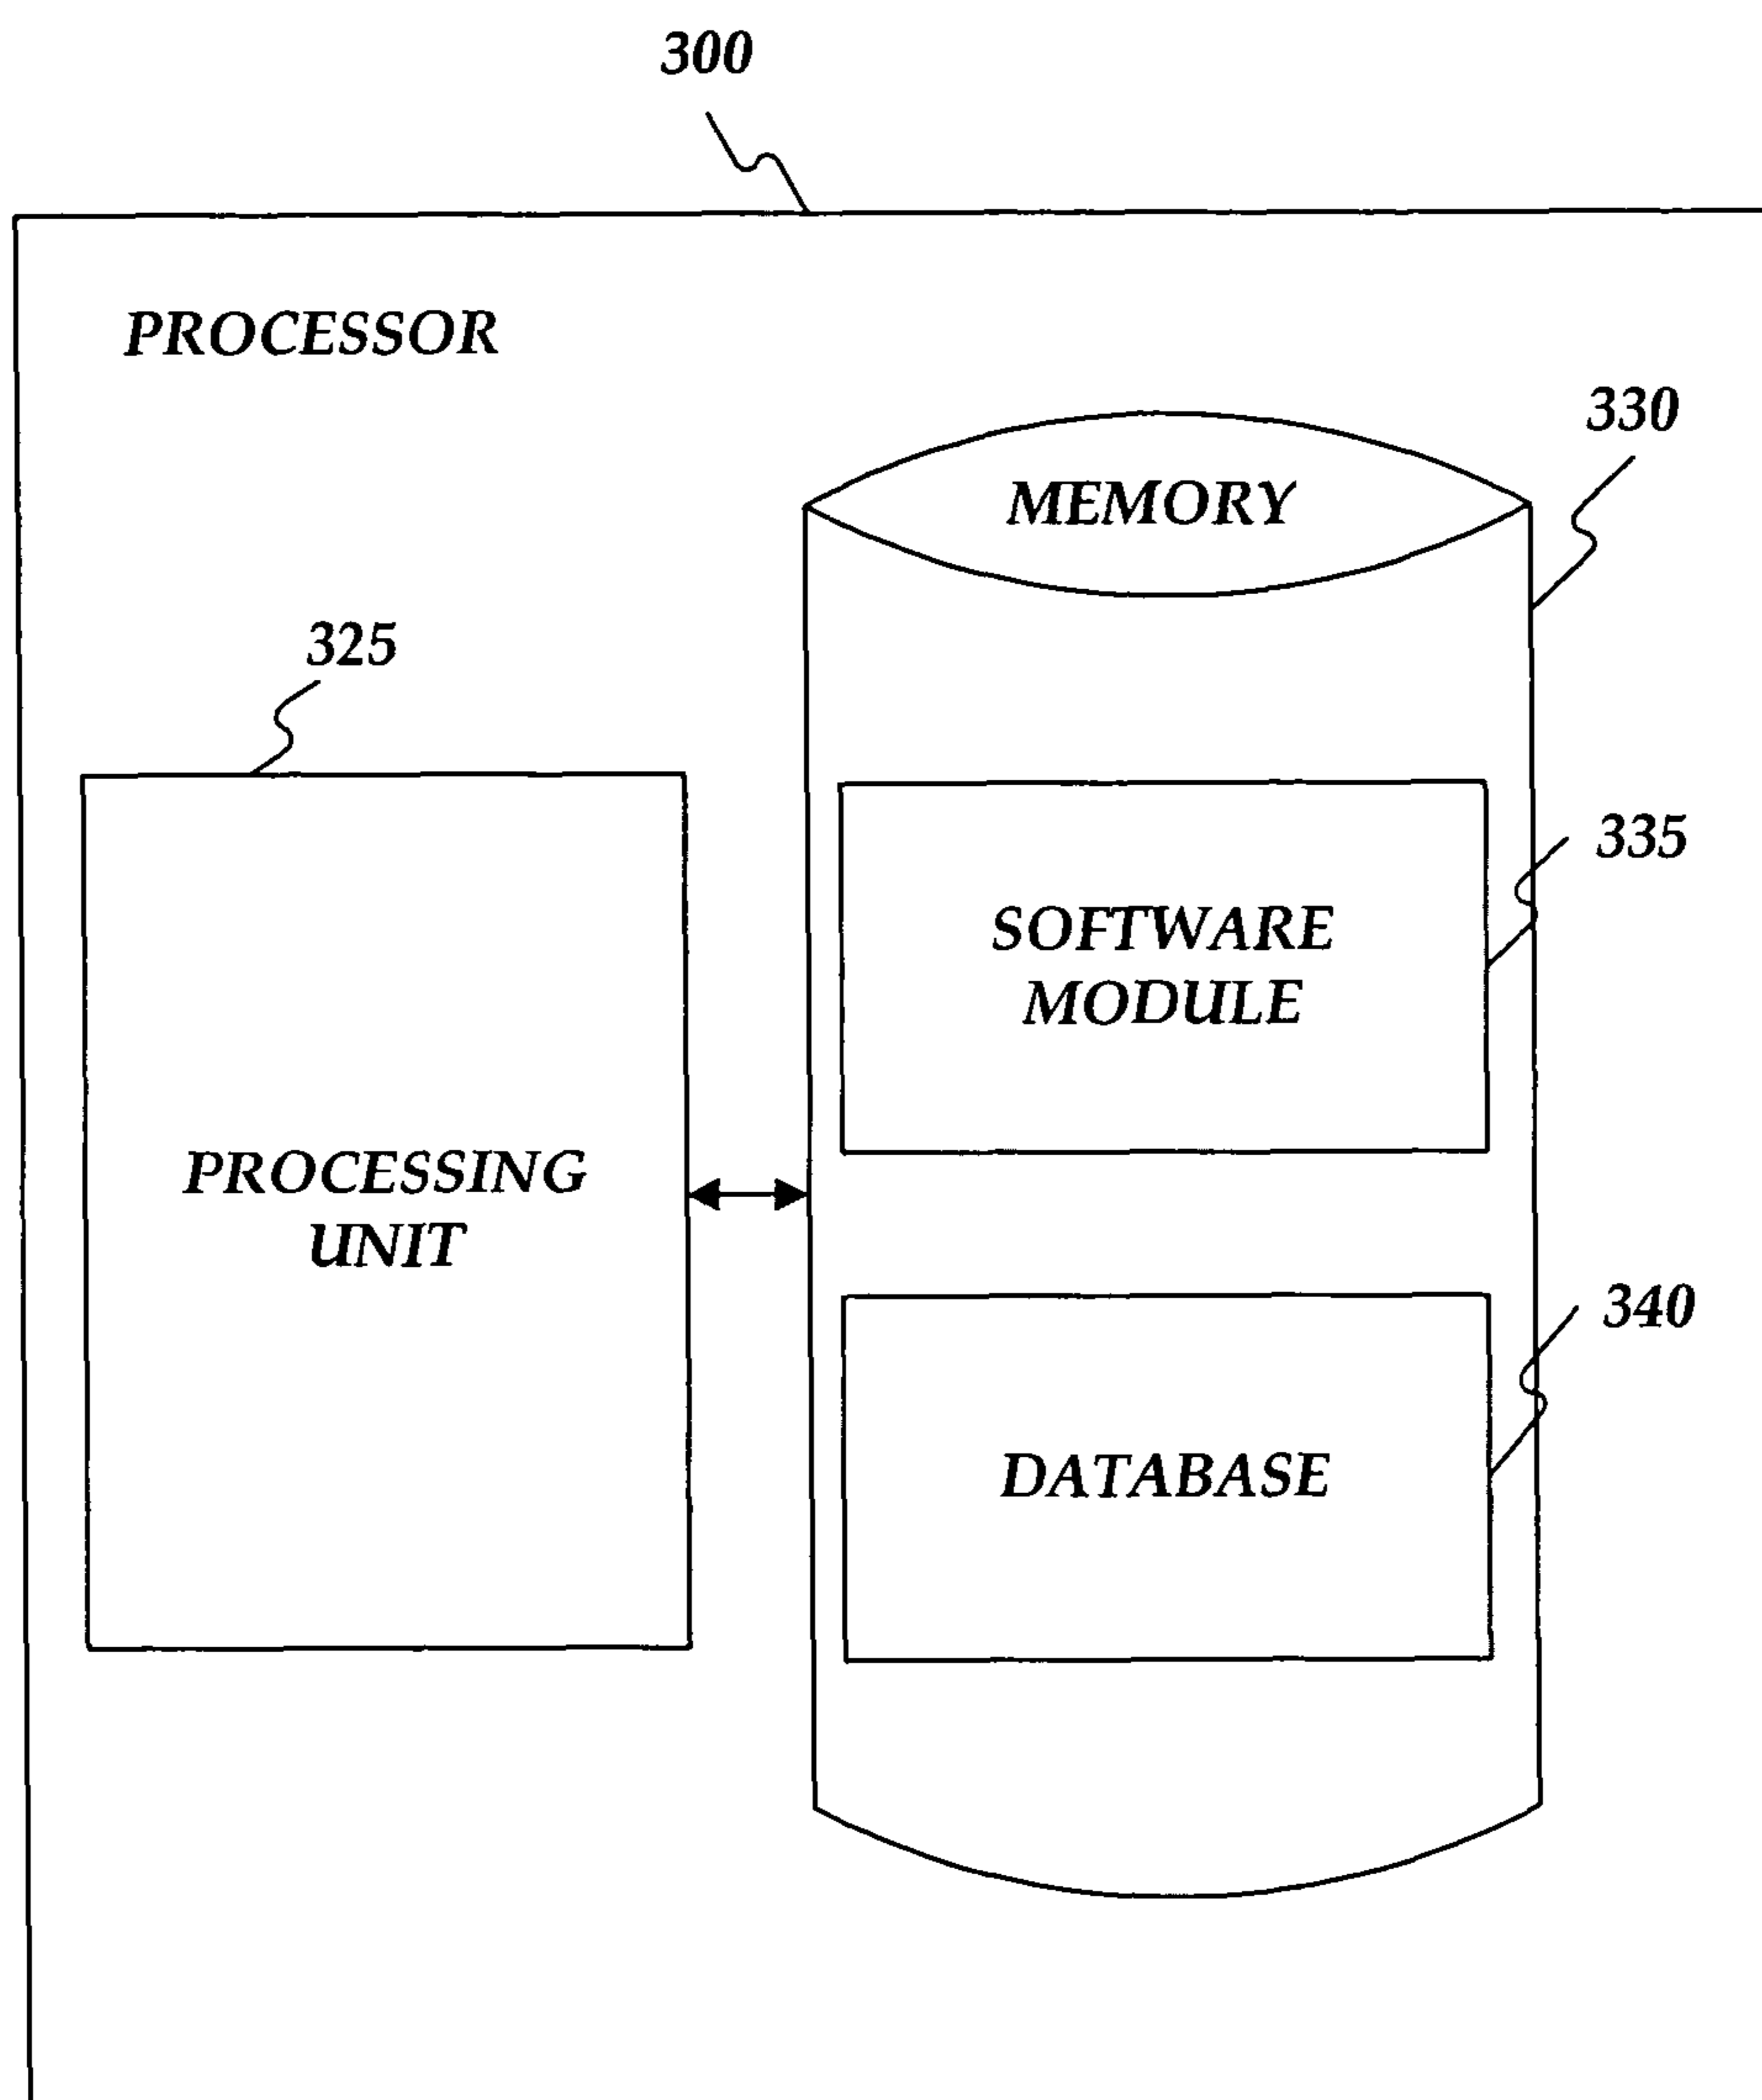 300
PROCESSOR
330
MEMORY
325
335
SOFTWARE
MODULE
PROCESSING
UNIT
340
DATABASE